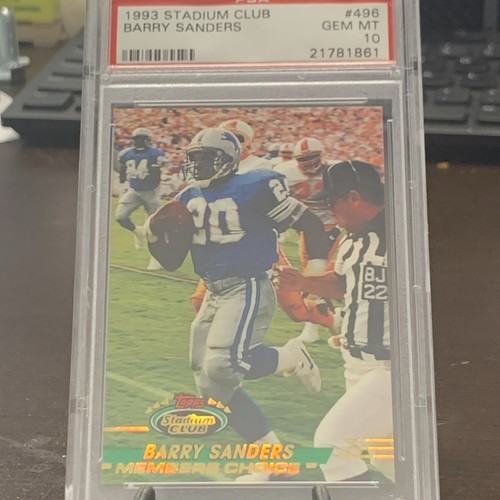 PSA
1993 STADIUM CLUB #496
BARRY SANDERS GEM MT
10
21781861
84
20
BJ
22
Topps
Stadium
CLUB
BARRY SANDERS
MEMBERS CHOICE